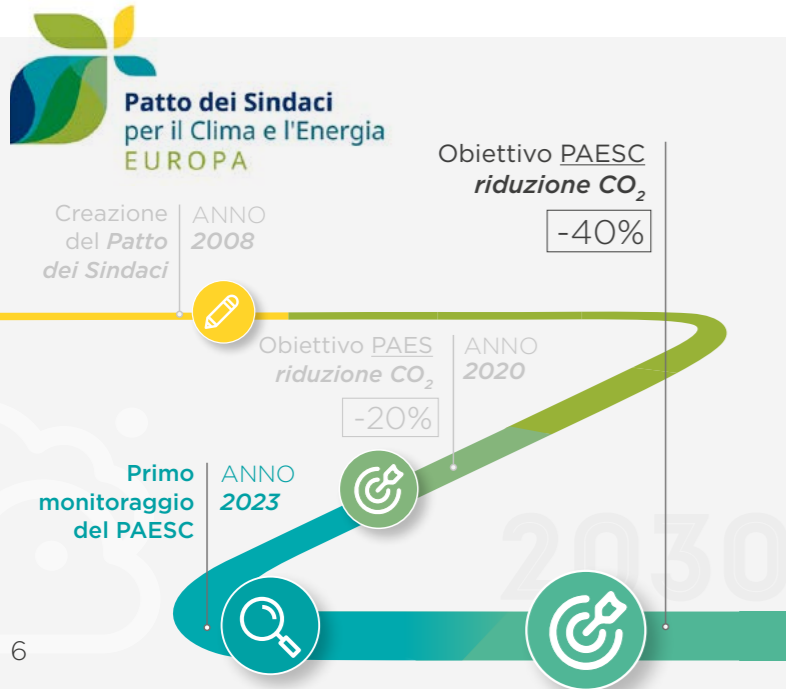 Patto dei Sindaci
per il Clima e l'Energia
EUROPA
Obiettivo PAESC
riduzione CO₂
-40%
Creazione
del Patto
dei Sindaci
ANNO
2008
Obiettivo PAES
riduzione CO₂
-20%
ANNO
2020
Primo
monitoraggio
del PAESC
ANNO
2023
2030
6